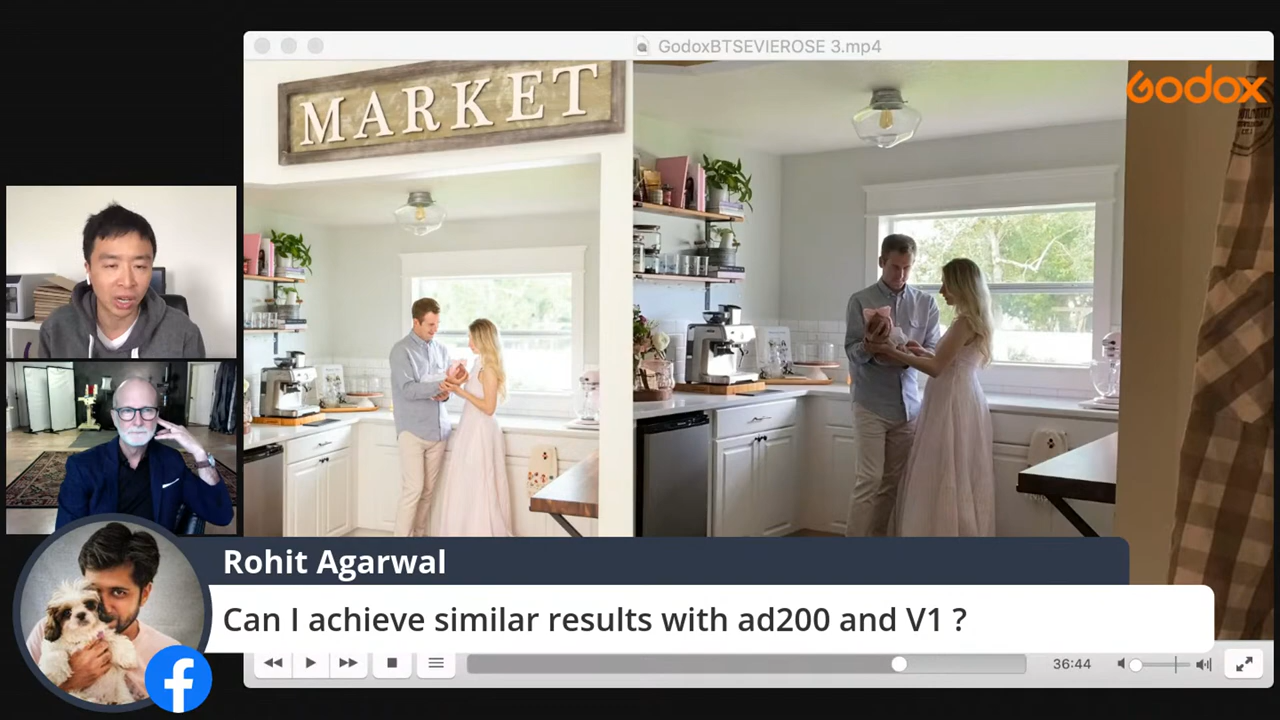 GodoxBTSEVIEROSE 3.mp4
Godox
MARKET
Rohit Agarwal
Can I achieve similar results with ad200 and V1 ?
36:44